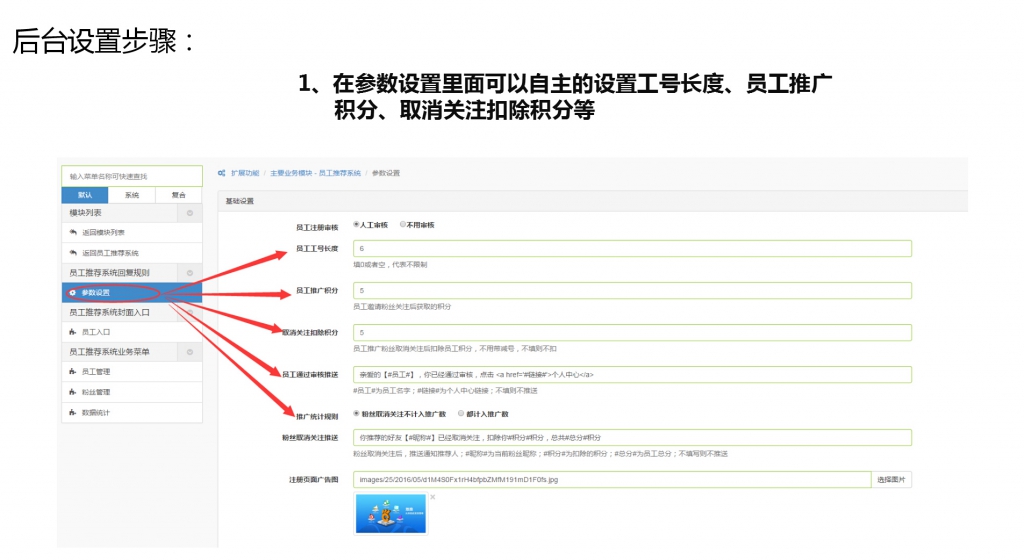 后台设置步骤：
1、在参数设置里面可以自主的设置工号长度、员工推广
积分、取消关注扣除积分等
输入菜单名称可快速查找
默认 系统 复合
模块列表
返回模块列表
返回员工推荐系统
员工推荐系统回复规则
参数设置
员工推荐系统封面入口
员工入口
员工推荐系统业务菜单
员工管理
粉丝管理
数据统计
扩展功能 / 主要业务模块 - 员工推荐系统 / 参数设置
基础设置
员工注册审核 人工审核 不用审核
员工工号长度 6
填0或者空，代表不限制
员工推广积分 5
员工邀请粉丝关注后获取的积分
取消关注扣除积分 5
员工推广粉丝取消关注后扣除员工积分，不用带减号，不填则不扣
员工通过审核推送 亲爱的【#员工#】，你已经通过审核，点击 <a href='#链接#'>个人中心</a>
#员工#为员工名字；#链接#为个人中心链接；不填则不推送
推广统计规则 粉丝取消关注不计入推广数 都计入推广数
粉丝取消关注推送 你推荐的好友【#昵称#】已经取消关注，扣除你#积分#积分，总共#总分#积分
粉丝取消关注后，推送通知推荐人；#昵称#为当前粉丝昵称；#积分#为扣除的积分；#总分#为员工总分；不填写则不推送
注册页面广告图 images/25/2016/05/d1M4S0Fx1rH4bfpbZMfM191mD1F0fs.jpg 选择图片